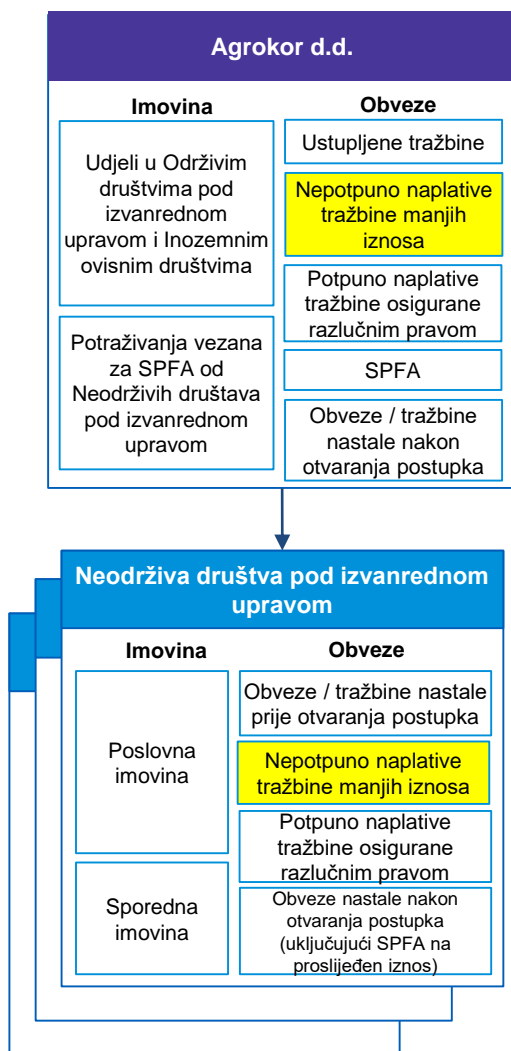 Agrokor d.d.
Imovina
Udjeli u Održivim
društvima pod
izvanrednom
upravom i Inozemnim
ovisnim društvima
Potraživanja vezana
za SPFA od
Neodrživih društava
pod izvanrednom
upravom
Obveze
Ustupljene tražbine
Nepotpuno naplative
tražbine manjih
iznosa
Potpuno naplative
tražbine osigurane
razlučnim pravom
SPFA
Obveze / tražbine
nastale nakon
otvaranja postupka
Neodrživa društva pod izvanrednom
upravom
Imovina
Poslovna
imovina
Sporedna
imovina
Obveze
Obveze / tražbine nastale
prije otvaranja postupka
Nepotpuno naplative
tražbine manjih iznosa
Potpuno naplative
tražbine osigurane
razlučnim pravom
Obveze nastale nakon
otvaranja postupka
(uključujući SPFA na
proslijeđen iznos)